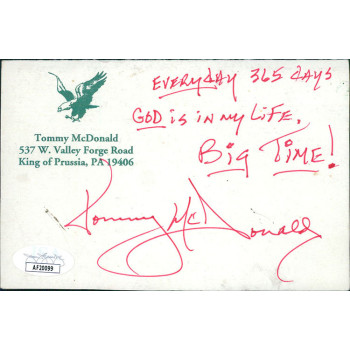 EVERYDAY 365 DAYS
GOD is in my LIFE.
BIG TIME!
Tommy McDonald
537 W. Valley Forge Road
King of Prussia, PA 19406
Tommy McDonald
AF20099